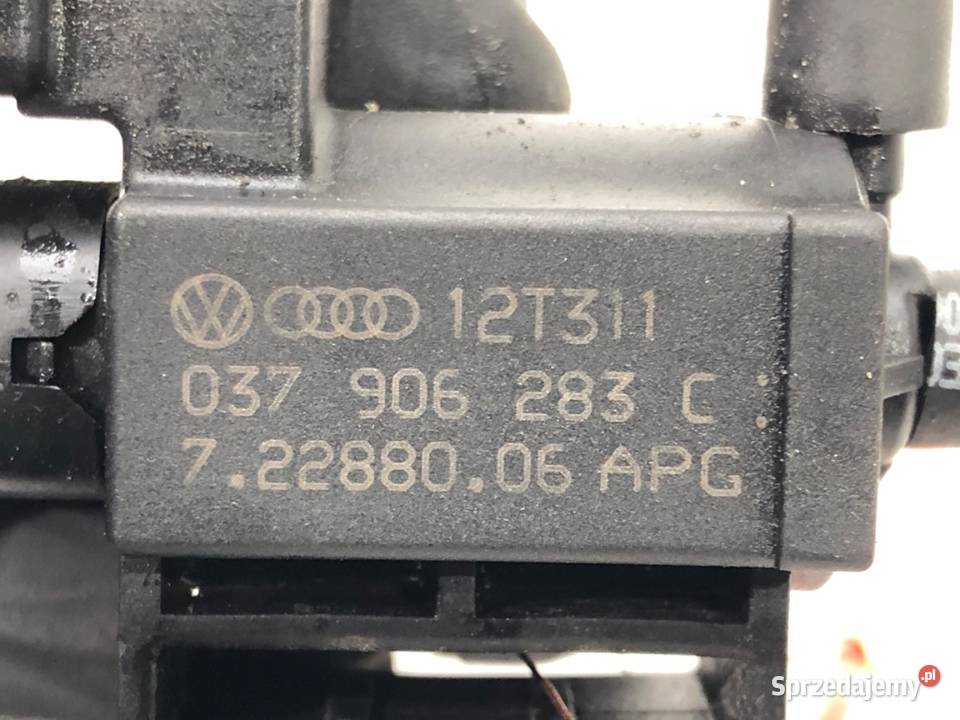 12T311
037 906 283 C
7.22880.06 APG
Sprzedajemy.pl